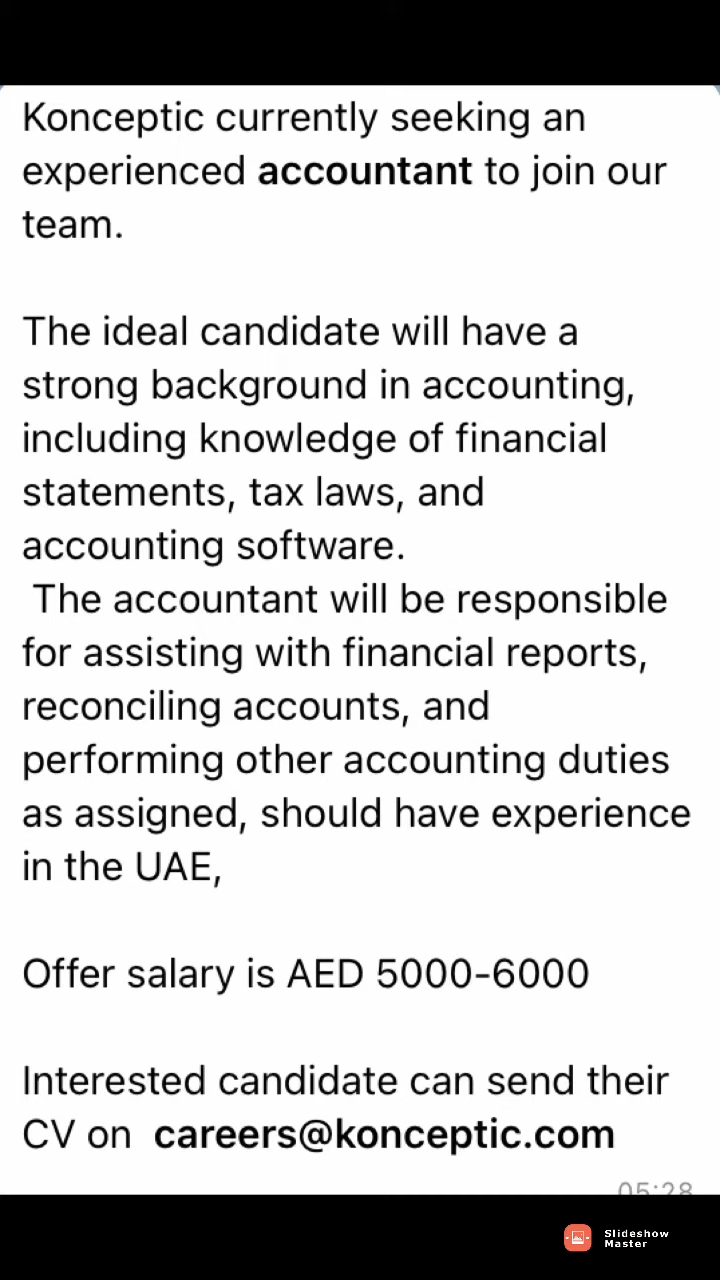 Konceptic currently seeking an
experienced accountant to join our
team.
The ideal candidate will have a
strong background in accounting,
including knowledge of financial
statements, tax laws, and
accounting software.
The accountant will be responsible
for assisting with financial reports,
reconciling accounts, and
performing other accounting duties
as assigned, should have experience
in the UAE,
Offer salary is AED 5000-6000
Interested candidate can send their
CV on careers@konceptic.com
05:28
Slideshow
Master